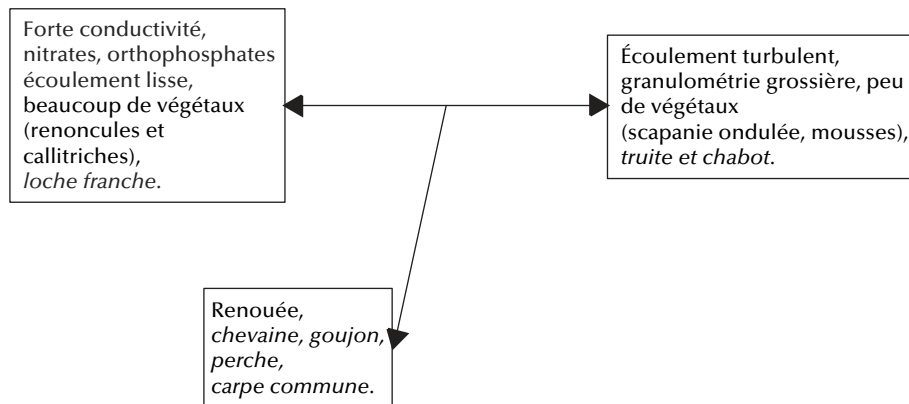 Forte conductivité,
nitrates, orthophosphates
écoulement lisse,
beaucoup de végétaux
(renoncules et
callitriches),
loche franche.
Écoulement turbulent,
granulométrie grossière, peu
de végétaux
(scapanie ondulée, mousses),
truite et chabot.
Renouée,
chevaine, goujon,
perche,
carpe commune.